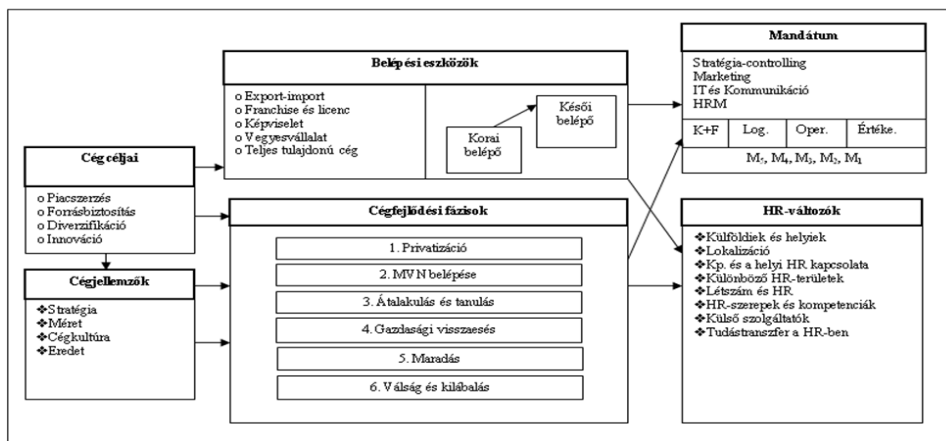 Cég céljai
o Piacszerzés
o Forrásbiztosítás
o Diverzifikáció
o Innováció
Cégjellemzők
❖Stratégia
❖Méret
❖Cégkultúra
❖Eredet
Belépési eszközök
o Export-import
o Franchise és licenc
o Képviselet
o Vegyesvállalat
o Teljes tulajdonú cég
Korai
belépő
Késői
belépő
Cégfejlődési fázisok
1. Privatizáció
2. MVN belépése
3. Átalakulás és tanulás
4. Gazdasági visszaesés
5. Maradás
6. Válság és kilábalás
Mandátum
Stratégia-controlling
Marketing
IT és Kommunikáció
HRM
K+F Log. Oper. Értéke.
M₅, M₄, M₃, M₂, M₁
HR-változók
❖Külföldiek és helyiek
❖Lokalizáció
❖Kp. és a helyi HR kapcsolata
❖Különböző HR-területek
❖Létszám és HR
❖HR-szerepek és kompetenciák
❖Külső szolgáltatók
❖Tudástranszfer a HR-ben